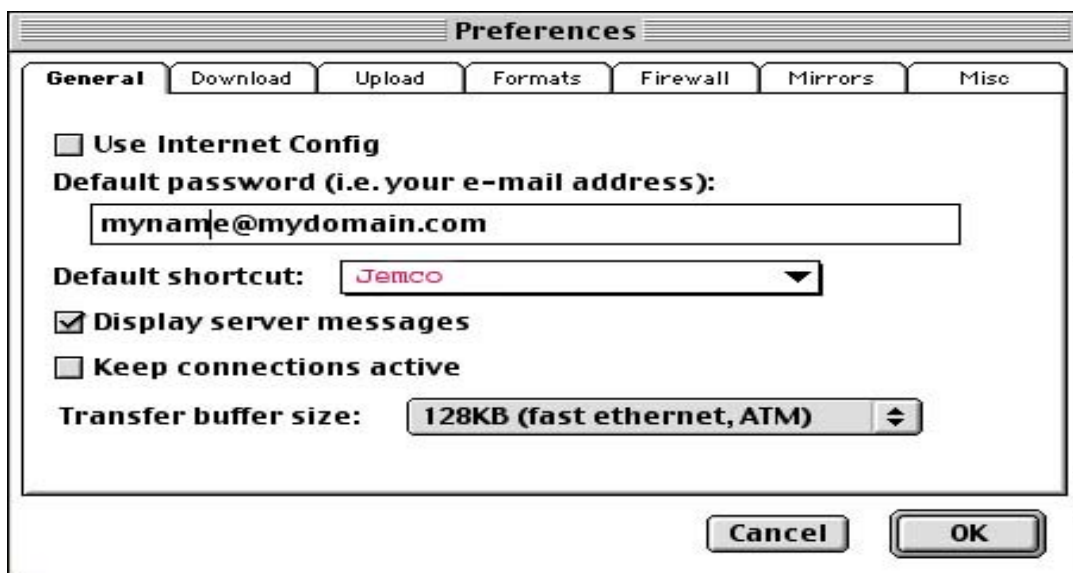 Preferences
General Download Upload Formats Firewall Mirrors Misc
Use Internet Config
Default password (i.e. your e-mail address):
myname@mydomain.com
Default shortcut: Jemco
Display server messages
Keep connections active
Transfer buffer size: 128KB (fast ethernet, ATM)
Cancel OK